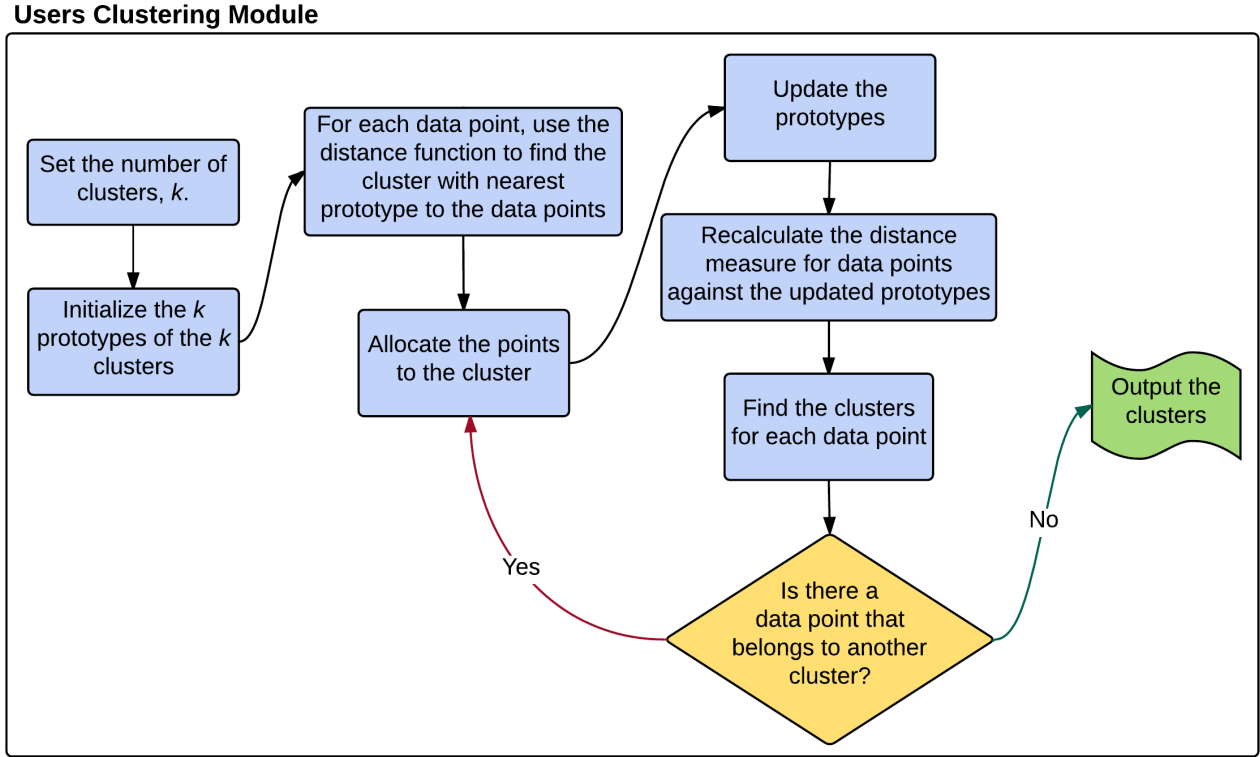 Users Clustering Module
Set the number of
clusters, k.
Initialize the k
prototypes of the k
clusters
For each data point, use the
distance function to find the
cluster with nearest
prototype to the data points
Allocate the points
to the cluster
Update the
prototypes
Recalculate the distance
measure for data points
against the updated prototypes
Find the clusters
for each data point
Is there a
data point that
belongs to another
cluster?
Yes
No
Output the
clusters